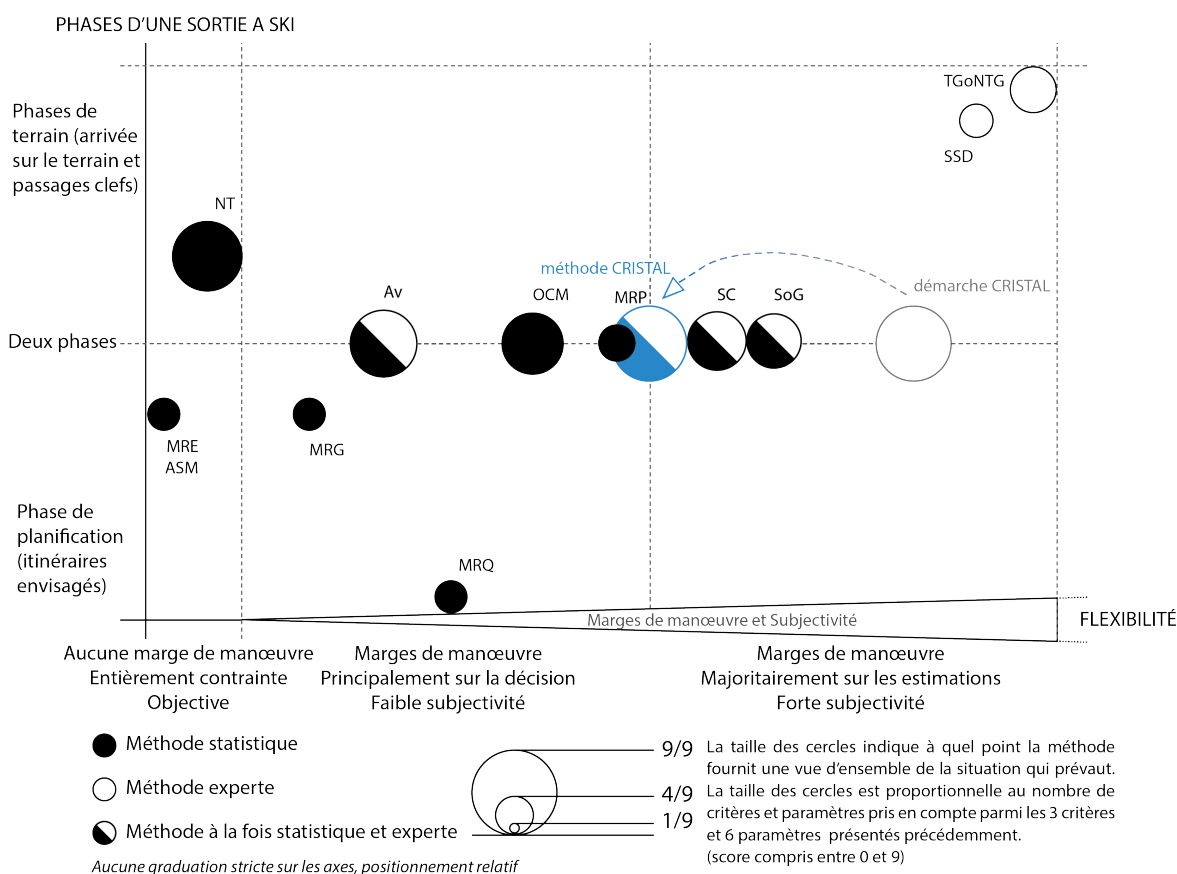 PHASES D'UNE SORTIE A SKI
Phases de
terrain (arrivée
sur le terrain et
passages clefs)
TGoNTG
SSD
NT
méthode CRISTAL
démarche CRISTAL
Av
OCM
MRP
SC
SoG
Deux phases
MRE
ASM
MRG
Phase de
planification
(itinéraires
envisagés)
MRQ
Marges de manœuvre et Subjectivité
FLEXIBILITÉ
Aucune marge de manœuvre
Entièrement contrainte
Objective
Marges de manœuvre
Principalement sur la décision
Faible subjectivité
Marges de manœuvre
Majoritairement sur les estimations
Forte subjectivité
Méthode statistique
Méthode experte
Méthode à la fois statistique et experte
Aucune graduation stricte sur les axes, positionnement relatif
9/9
4/9
1/9
La taille des cercles indique à quel point la méthode
fournit une vue d'ensemble de la situation qui prévaut.
La taille des cercles est proportionnelle au nombre de
critères et paramètres pris en compte parmi les 3 critères
et 6 paramètres présentés précédemment.
(score compris entre 0 et 9)